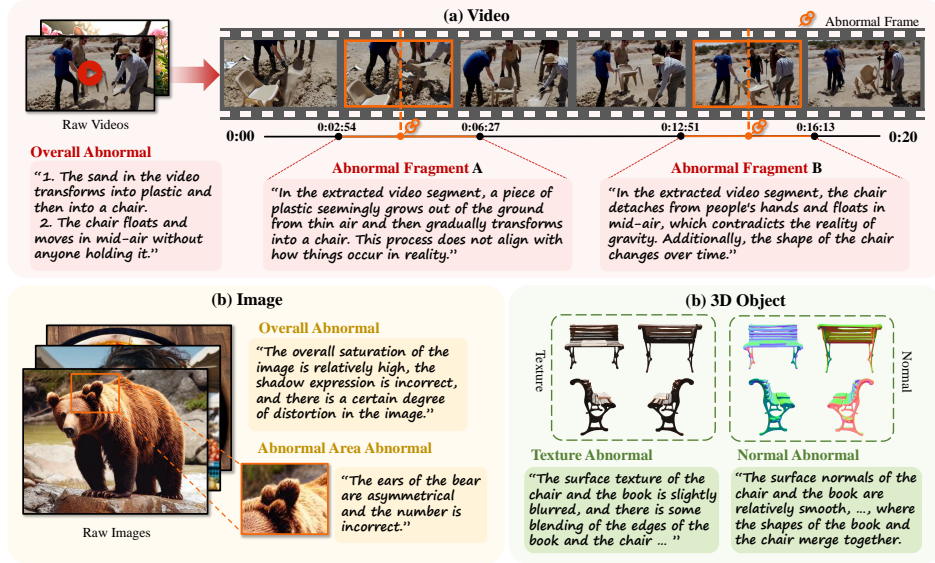 (a) Video
Abnormal Frame
Raw Videos
0:00
0:02:54
0:06:27
0:12:51
0:16:13
0:20
Overall Abnormal
“1. The sand in the video
transforms into plastic and
then into a chair.
2. The chair floats and
moves in mid-air without
anyone holding it.”
Abnormal Fragment A
“In the extracted video segment, a piece of
plastic seemingly grows out of the ground
from thin air and then gradually transforms
into a chair. This process does not align with
how things occur in reality.”
Abnormal Fragment B
“In the extracted video segment, the chair
detaches from people's hands and floats in
mid-air, which contradicts the reality of
gravity. Additionally, the shape of the chair
changes over time.”
(b) Image
Overall Abnormal
“The overall saturation of the
image is relatively high, the
shadow expression is incorrect,
and there is a certain degree
of distortion in the image.”
Abnormal Area Abnormal
“The ears of the bear
are asymmetrical
and the number is
incorrect.”
Raw Images
(b) 3D Object
Texture
Normal
Texture Abnormal
“The surface texture of the
chair and the book is slightly
blurred, and there is some
blending of the edges of the
book and the chair ... ”
Normal Abnormal
“The surface normals of the
chair and the book are
relatively smooth, ..., where
the shapes of the book and
the chair merge together.